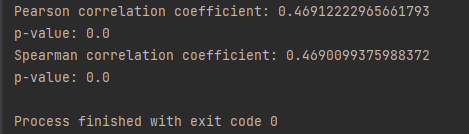 Pearson correlation coefficient: 0.46912222965661793
p-value: 0.0
Spearman correlation coefficient: 0.4690099375988372
p-value: 0.0
Process finished with exit code 0